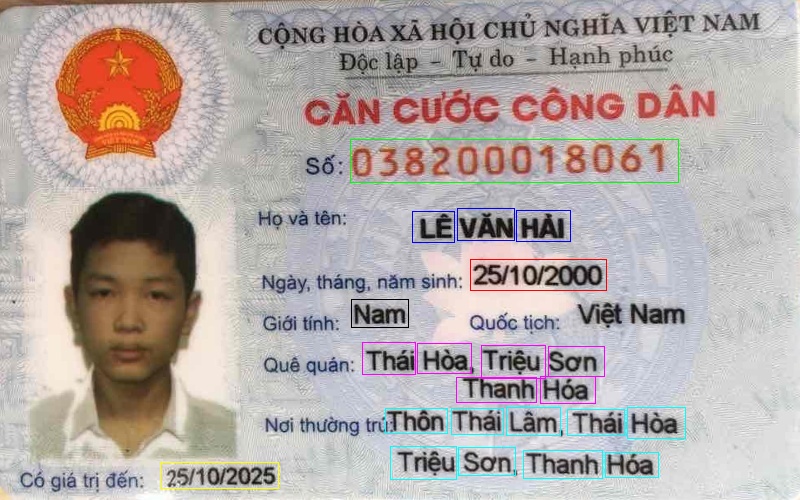 CỘNG HÒA XÃ HỘI CHỦ NGHĨA VIỆT NAM
Độc lập - Tự do - Hạnh phúc
CĂN CƯỚC CÔNG DÂN
Số: 038200018061
Họ và tên: LÊ VĂN HẢI
Ngày, tháng, năm sinh: 25/10/2000
Giới tính: Nam Quốc tịch: Việt Nam
Quê quán: Thái Hòa, Triệu Sơn
Thanh Hóa
Nơi thường trú: Thôn Thái Lâm, Thái Hòa
Triệu Sơn, Thanh Hóa
Có giá trị đến: 25/10/2025